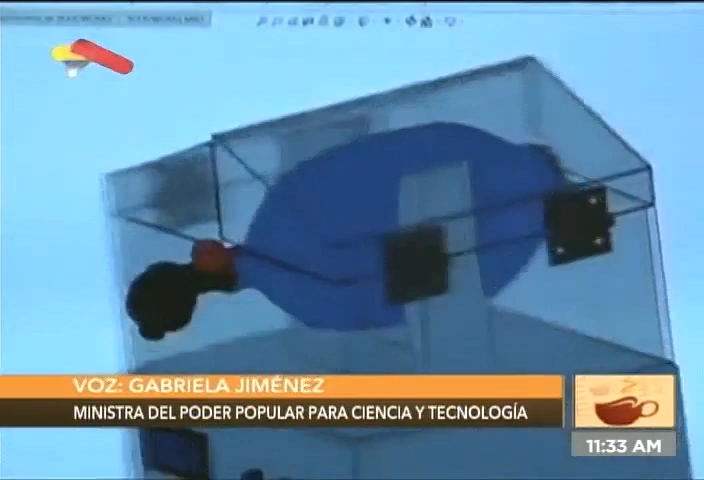 VOZ: GABRIELA JIMÉNEZ
MINISTRA DEL PODER POPULAR PARA CIENCIA Y TECNOLOGÍA
11:33 AM